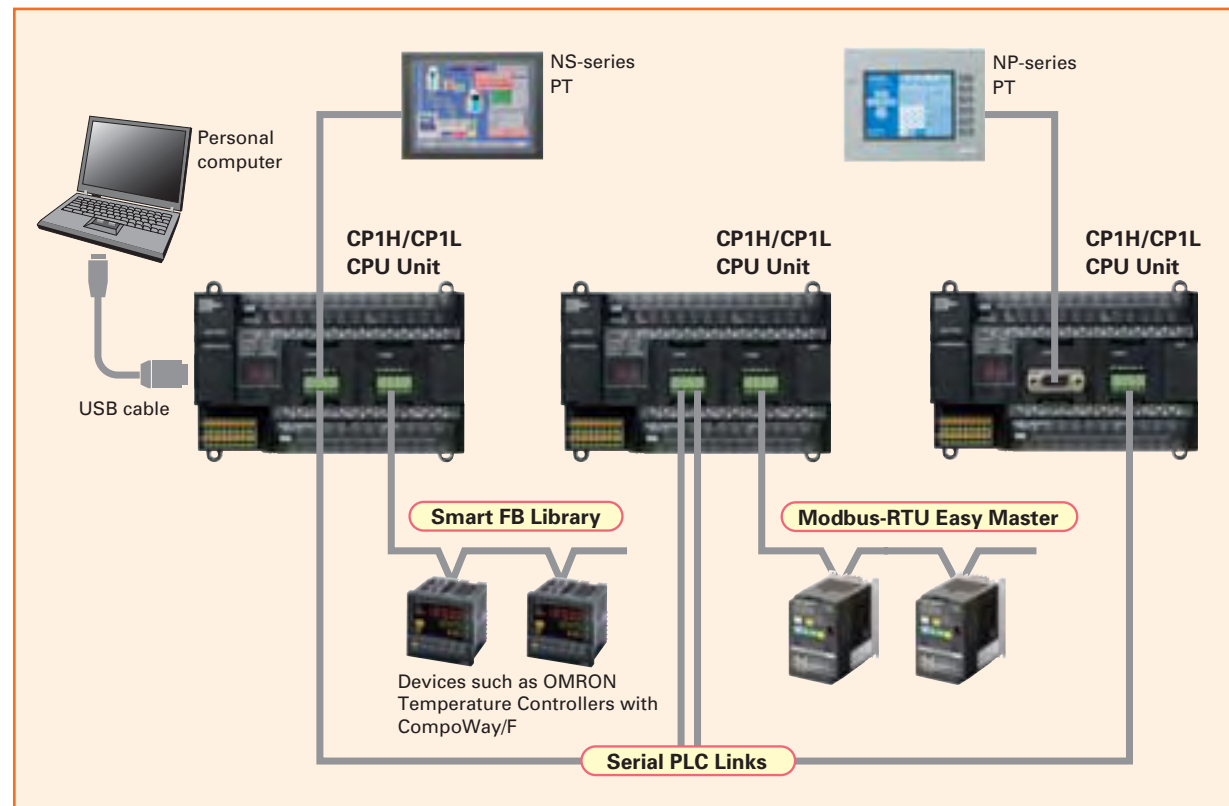 NS-series
PT
NP-series
PT
Personal
computer
CP1H/CP1L
CPU Unit
CP1H/CP1L
CPU Unit
CP1H/CP1L
CPU Unit
USB cable
Smart FB Library
Modbus-RTU Easy Master
Devices such as OMRON
Temperature Controllers with
CompoWay/F
Serial PLC Links